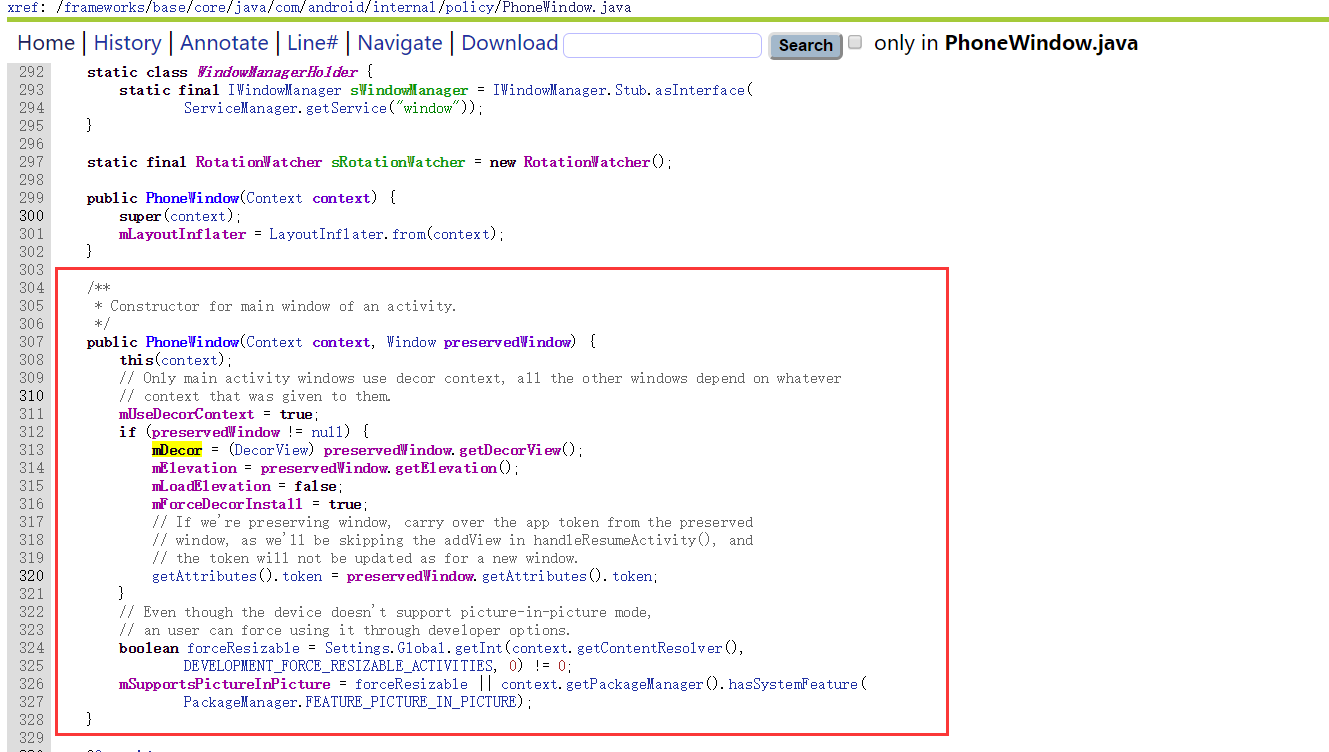 xref: /frameworks/base/core/java/com/android/internal/policy/PhoneWindow.java
Home | History | Annotate | Line# | Navigate | Download Search only in PhoneWindow.java
292 static class WindowManagerHolder {
293 static final IWindowManager sWindowManager = IWindowManager.Stub.asInterface(
294 ServiceManager.getService("window"));
295 }
296
297 static final RotationWatcher sRotationWatcher = new RotationWatcher();
298
299 public PhoneWindow(Context context) {
300 super(context);
301 mLayoutInflater = LayoutInflater.from(context);
302 }
303
304 /**
305 * Constructor for main window of an activity.
306 */
307 public PhoneWindow(Context context, Window preservedWindow) {
308 this(context);
309 // Only main activity windows use decor context, all the other windows depend on whatever
310 // context that was given to them.
311 mUseDecorContext = true;
312 if (preservedWindow != null) {
313 mDecor = (DecorView) preservedWindow.getDecorView();
314 mElevation = preservedWindow.getElevation();
315 mLoadElevation = false;
316 mForceDecorInstall = true;
317 // If we're preserving window, carry over the app token from the preserved
318 // window, as we'll be skipping the addView in handleResumeActivity(), and
319 // the token will not be updated as for a new window.
320 getAttributes().token = preservedWindow.getAttributes().token;
321 }
322 // Even though the device doesn't support picture-in-picture mode,
323 // an user can force using it through developer options.
324 boolean forceResizable = Settings.Global.getInt(context.getContentResolver(),
325 DEVELOPMENT_FORCE_RESIZABLE_ACTIVITIES, 0) != 0;
326 mSupportsPictureInPicture = forceResizable || context.getPackageManager().hasSystemFeature(
327 PackageManager.FEATURE_PICTURE_IN_PICTURE);
328 }
329